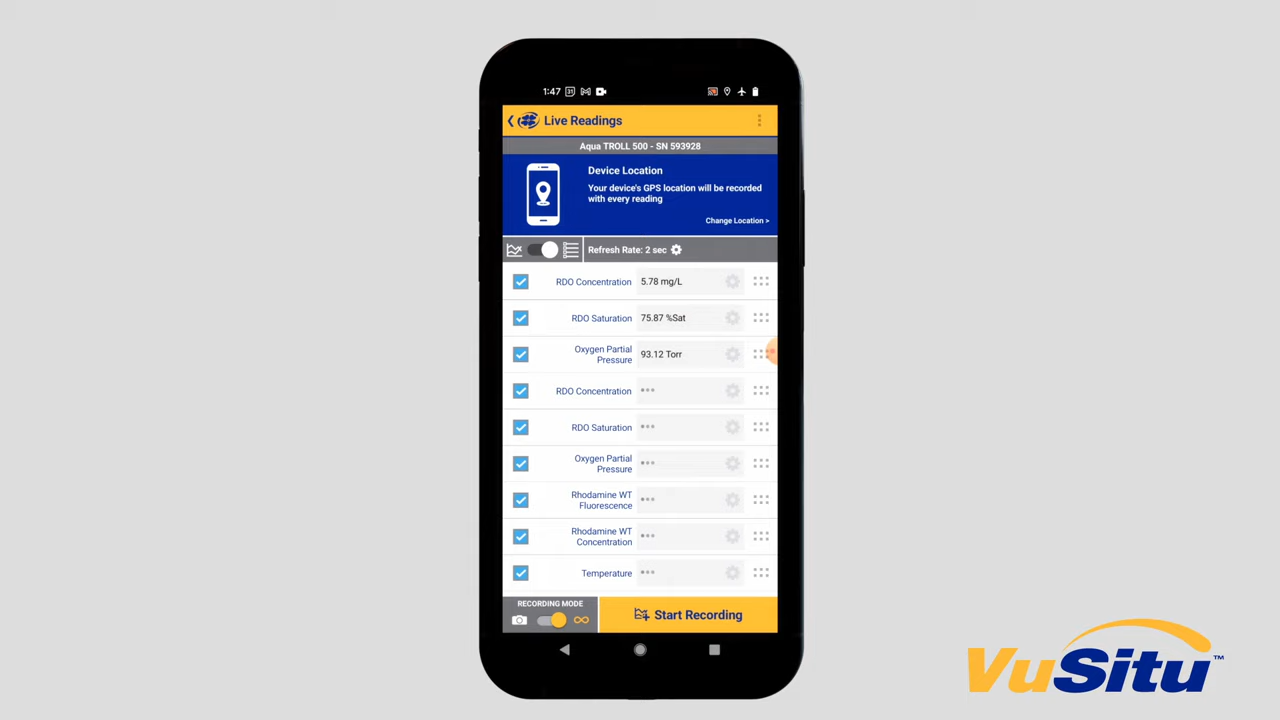 1:47
31
Live Readings
Aqua TROLL 500 - SN 593928
Device Location
Your device's GPS location will be recorded
with every reading
Change Location >
Refresh Rate: 2 sec
RDO Concentration 5.78 mg/L
RDO Saturation 75.87 %Sat
Oxygen Partial
Pressure
93.12 Torr
RDO Concentration
RDO Saturation
Oxygen Partial
Pressure
Rhodamine WT
Fluorescence
Rhodamine WT
Concentration
Temperature
RECORDING MODE
Start Recording
VuSitu™